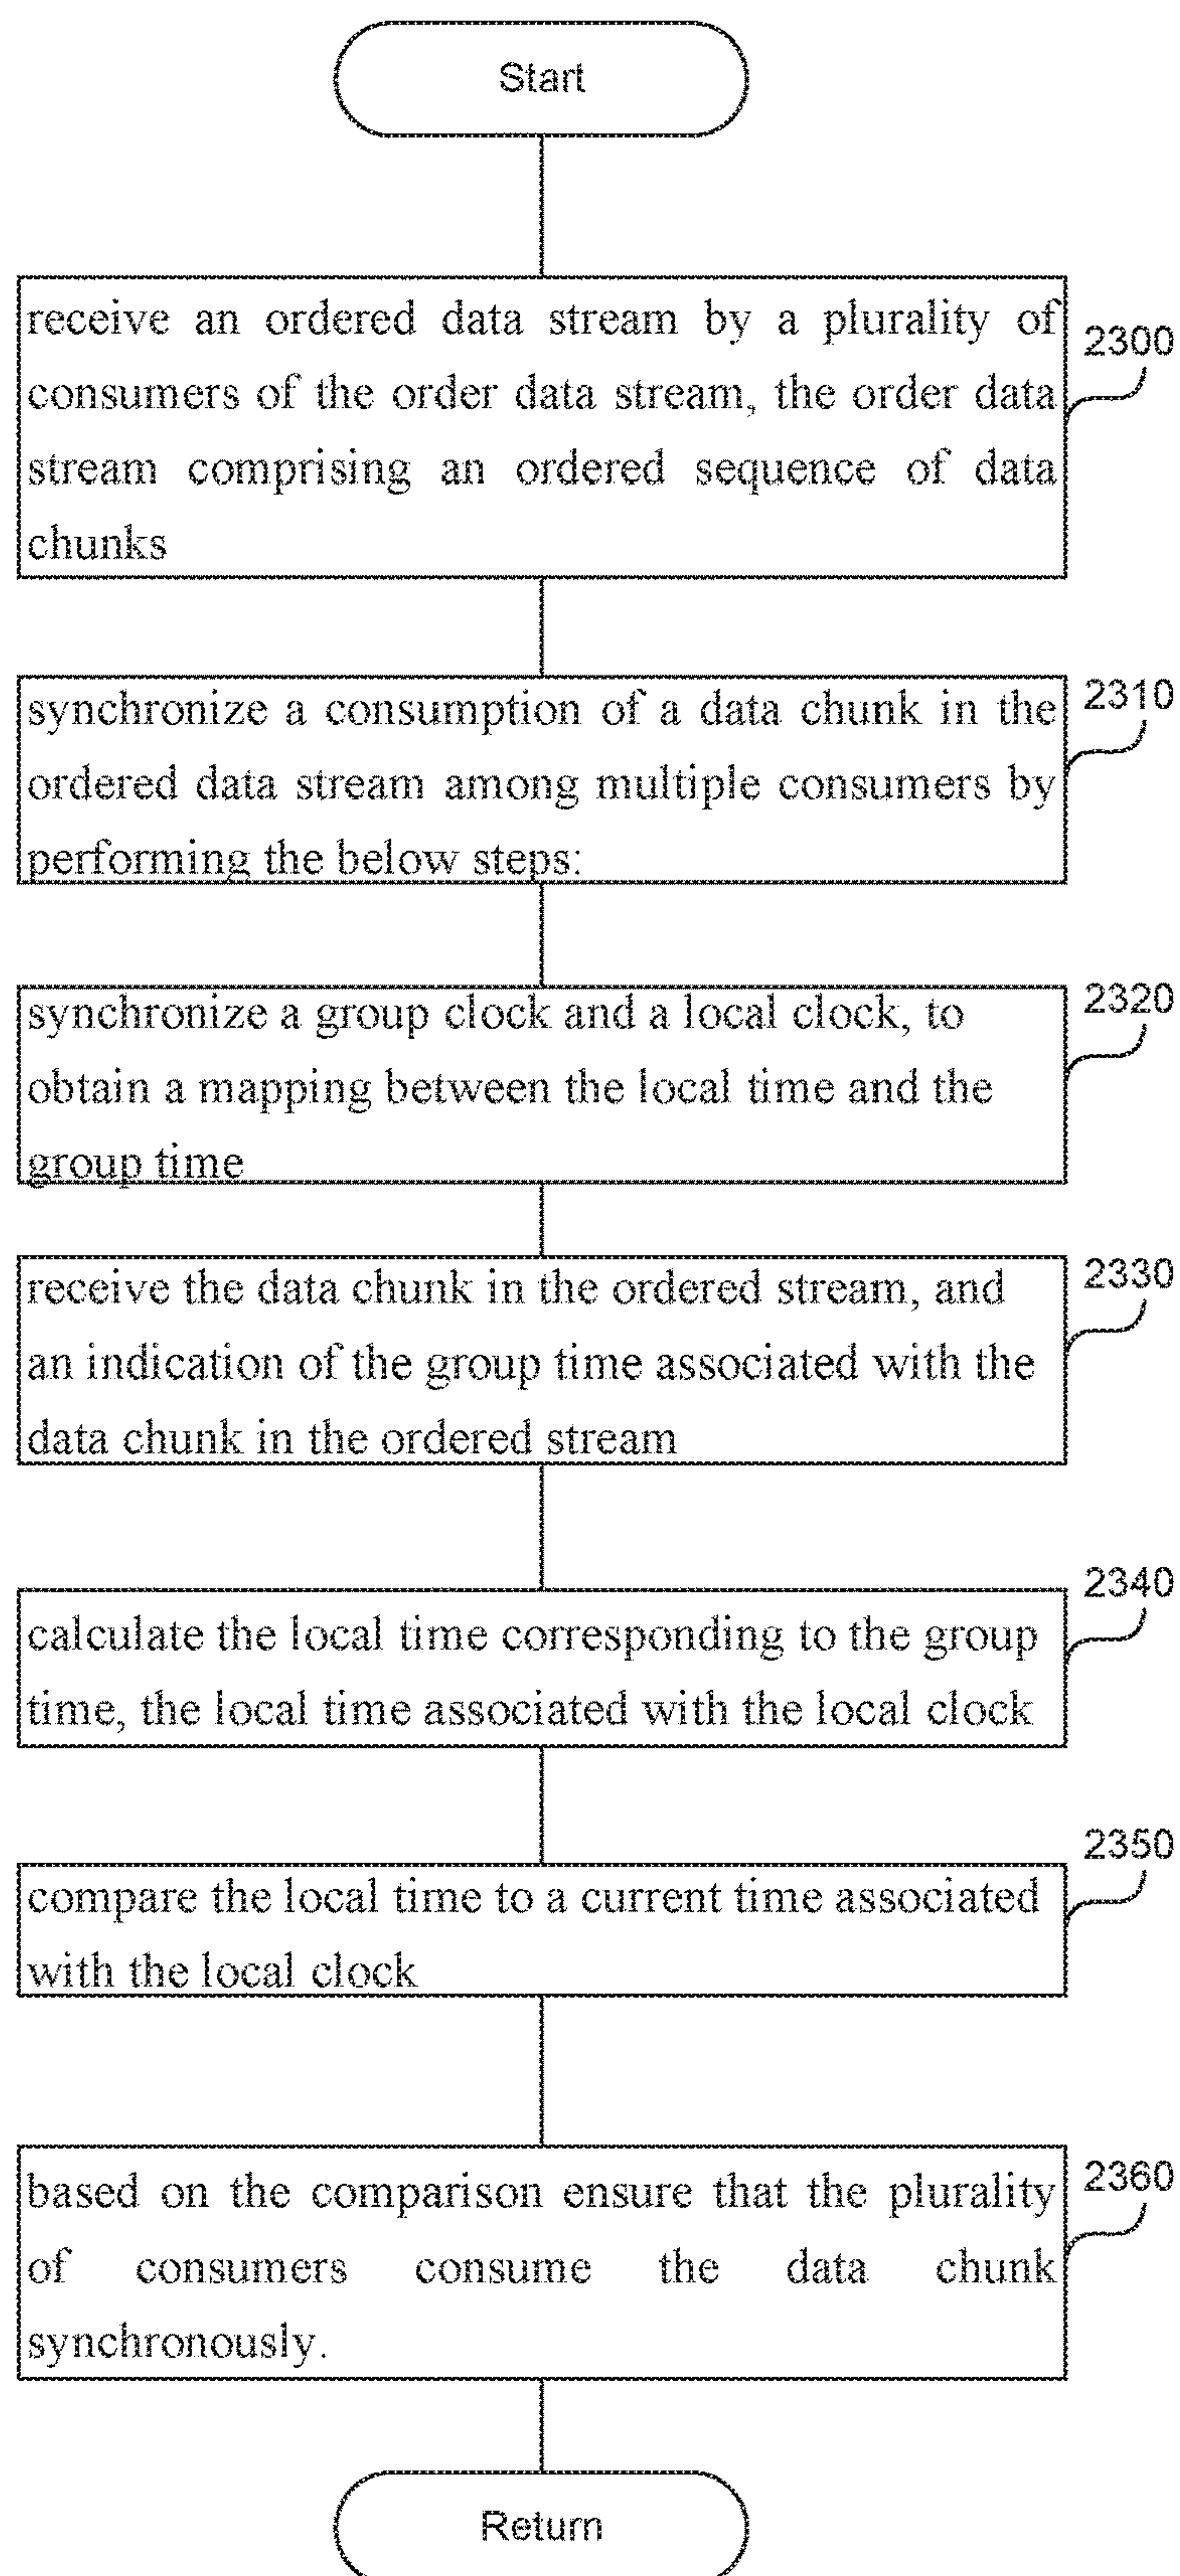 Start
receive an ordered data stream by a plurality of
consumers of the order data stream, the order data
stream comprising an ordered sequence of data
chunks
2300
synchronize a consumption of a data chunk in the
ordered data stream among multiple consumers by
performing the below steps:
2310
synchronize a group clock and a local clock, to
obtain a mapping between the local time and the
group time
2320
receive the data chunk in the ordered stream, and
an indication of the group time associated with the
data chunk in the ordered stream
2330
calculate the local time corresponding to the group
time, the local time associated with the local clock
2340
compare the local time to a current time associated
with the local clock
2350
based on the comparison ensure that the plurality
of consumers consume the data chunk
synchronously.
2360
Return